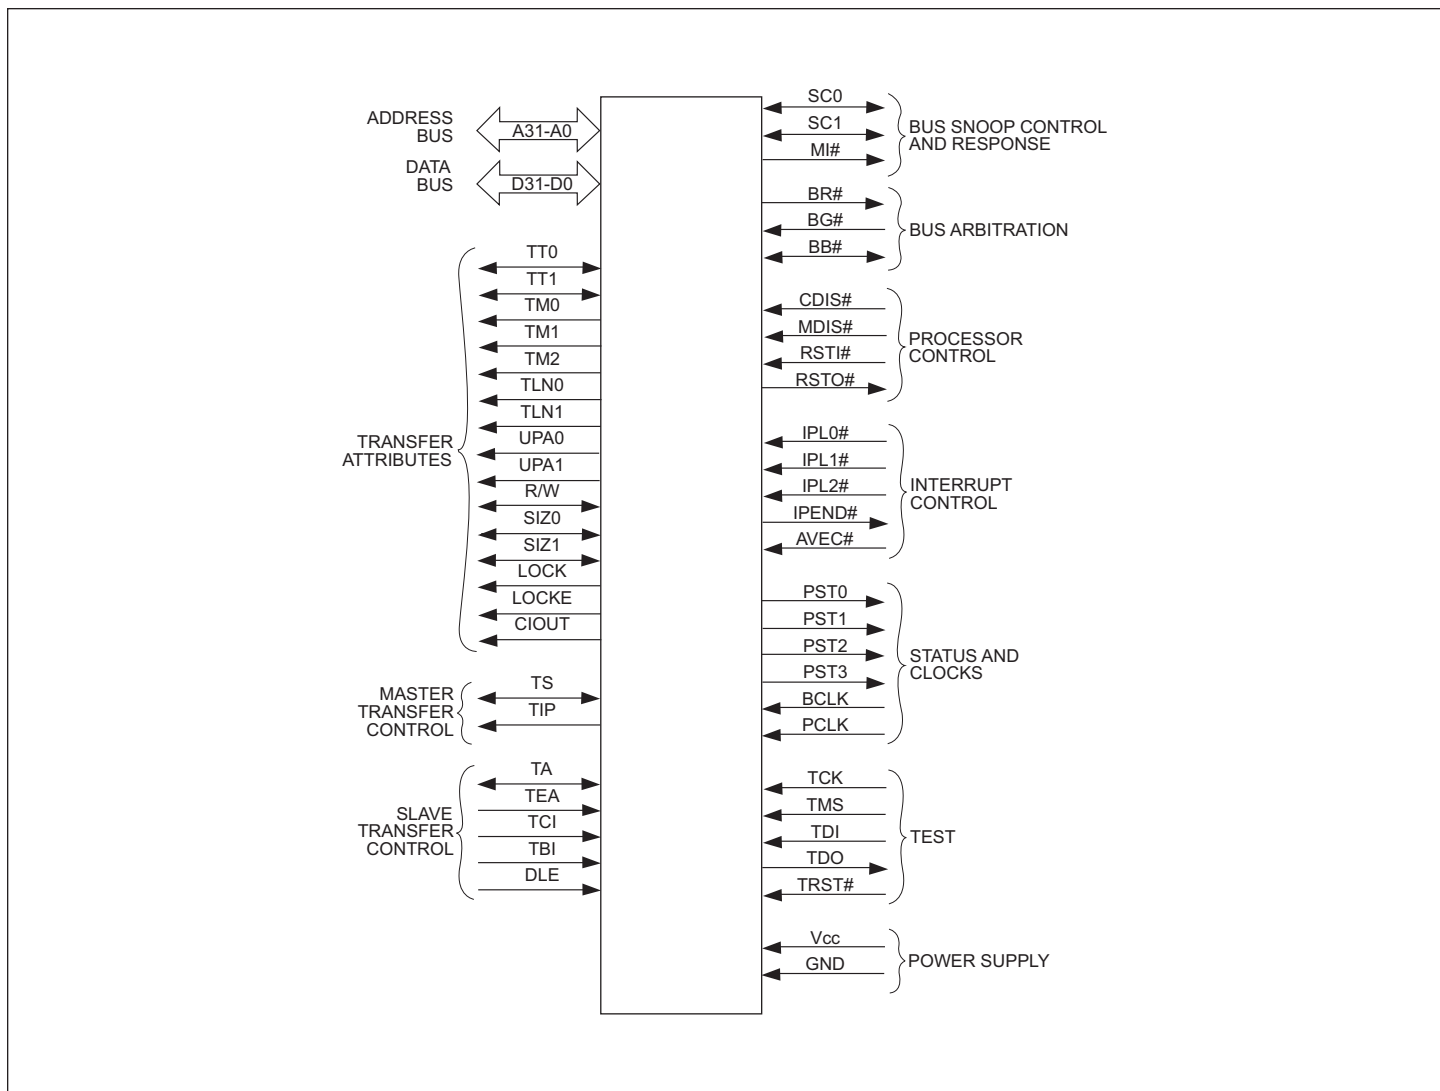 ADDRESS
BUS
A31-A0
DATA
BUS
D31-D0
TRANSFER
ATTRIBUTES
TT0
TT1
TM0
TM1
TM2
TLN0
TLN1
UPA0
UPA1
R/W
SIZ0
SIZ1
LOCK
LOCKE
CIOUT
MASTER
TRANSFER
CONTROL
TS
TIP
SLAVE
TRANSFER
CONTROL
TA
TEA
TCI
TBI
DLE
SC0
SC1
MI#
BUS SNOOP CONTROL
AND RESPONSE
BR#
BG#
BB#
BUS ARBITRATION
CDIS#
MDIS#
RSTI#
RSTO#
PROCESSOR
CONTROL
IPL0#
IPL1#
IPL2#
IPEND#
AVEC#
INTERRUPT
CONTROL
PST0
PST1
PST2
PST3
BCLK
PCLK
STATUS AND
CLOCKS
TCK
TMS
TDI
TDO
TRST#
TEST
Vcc
GND
POWER SUPPLY